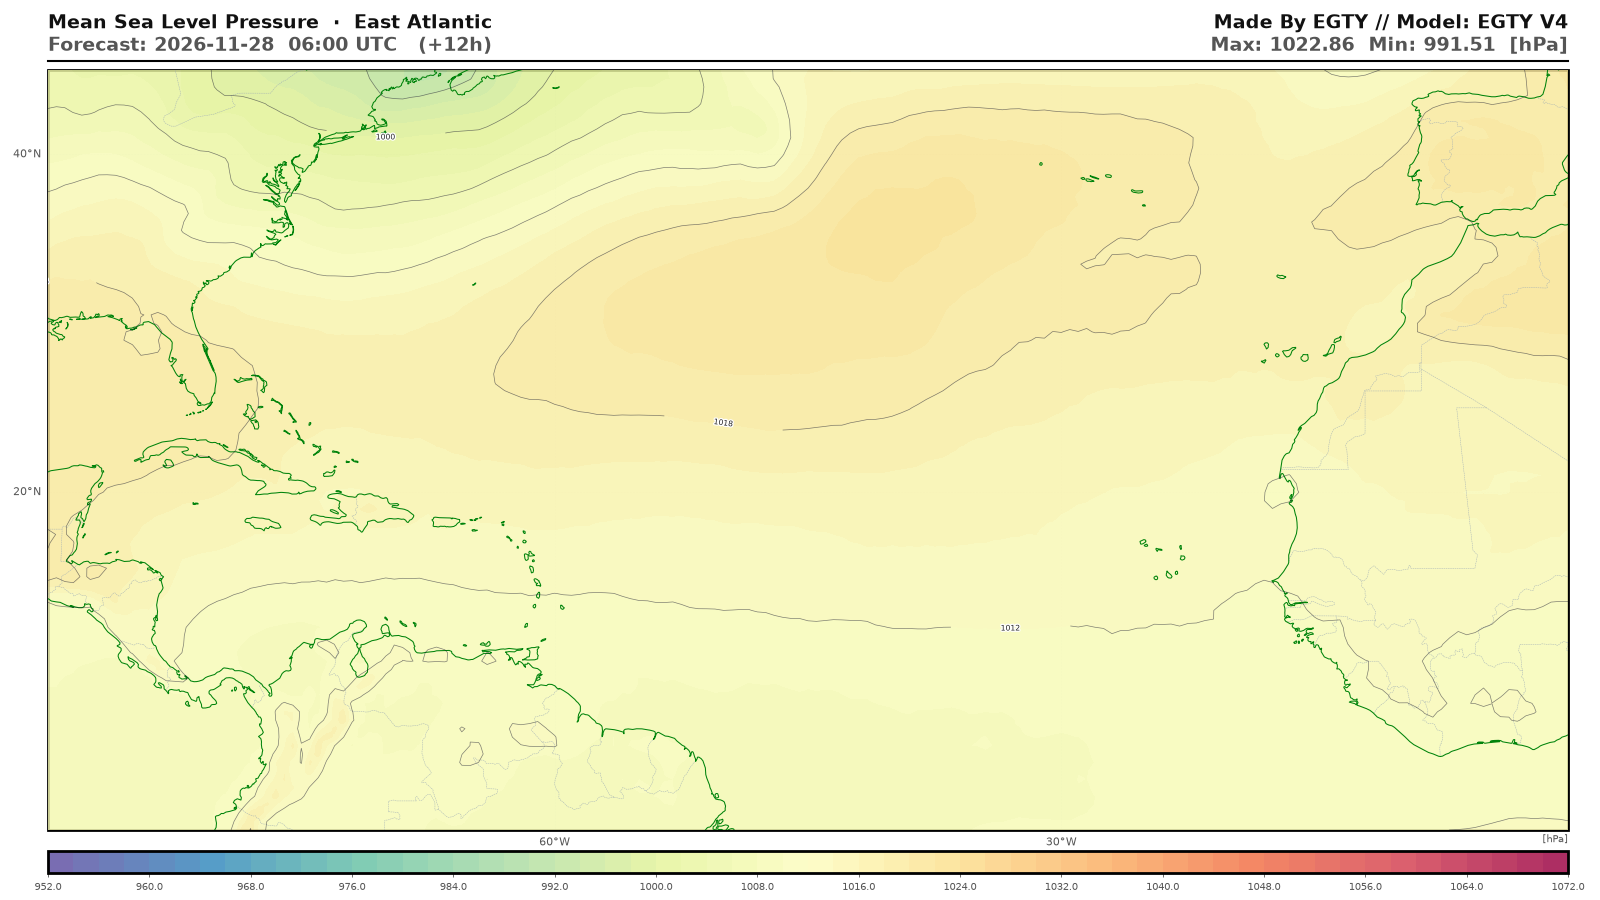 Mean Sea Level Pressure · East Atlantic
Made By EGTY // Model: EGTY V4
Forecast: 2026-11-28 06:00 UTC (+12h)
Max: 1022.86 Min: 991.51 [hPa]
1000
40°N
1018
20°N
1012
60°W
30°W
[hPa]
952.0 960.0 968.0 976.0 984.0 992.0 1000.0 1008.0 1016.0 1024.0 1032.0 1040.0 1048.0 1056.0 1064.0 1072.0